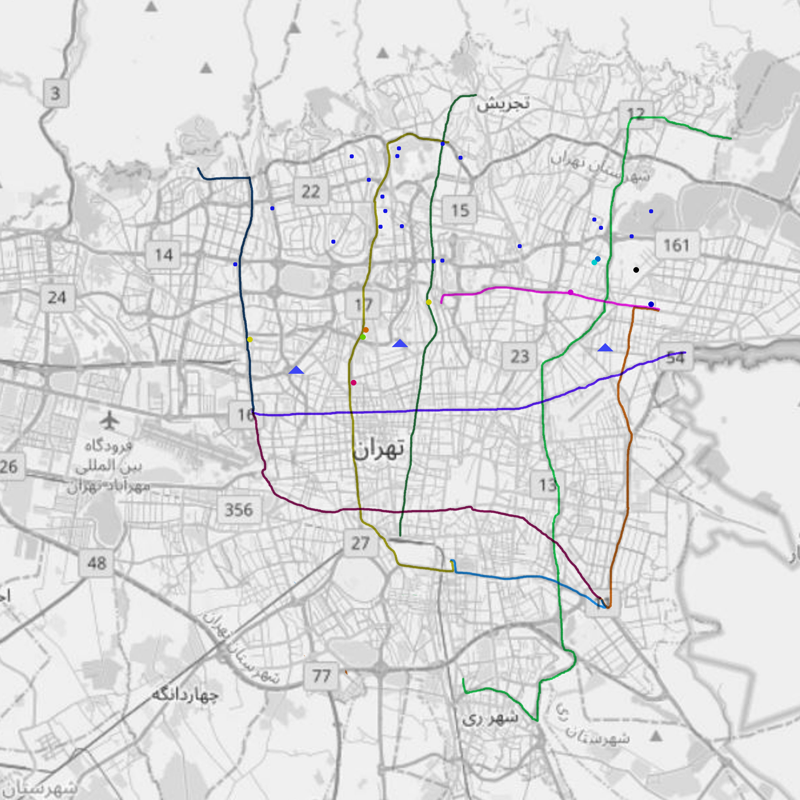 3
تجریش
12
شهرستان تهران
22
15
161
14
24
17
23
54
16
تهران
فرودگاه
بین المللی
مهرآباد تهران
26
13
356
27
48
شهرستان تهران
77
چهاردانگه
شهر ری
شهرستان ری
شهرستان